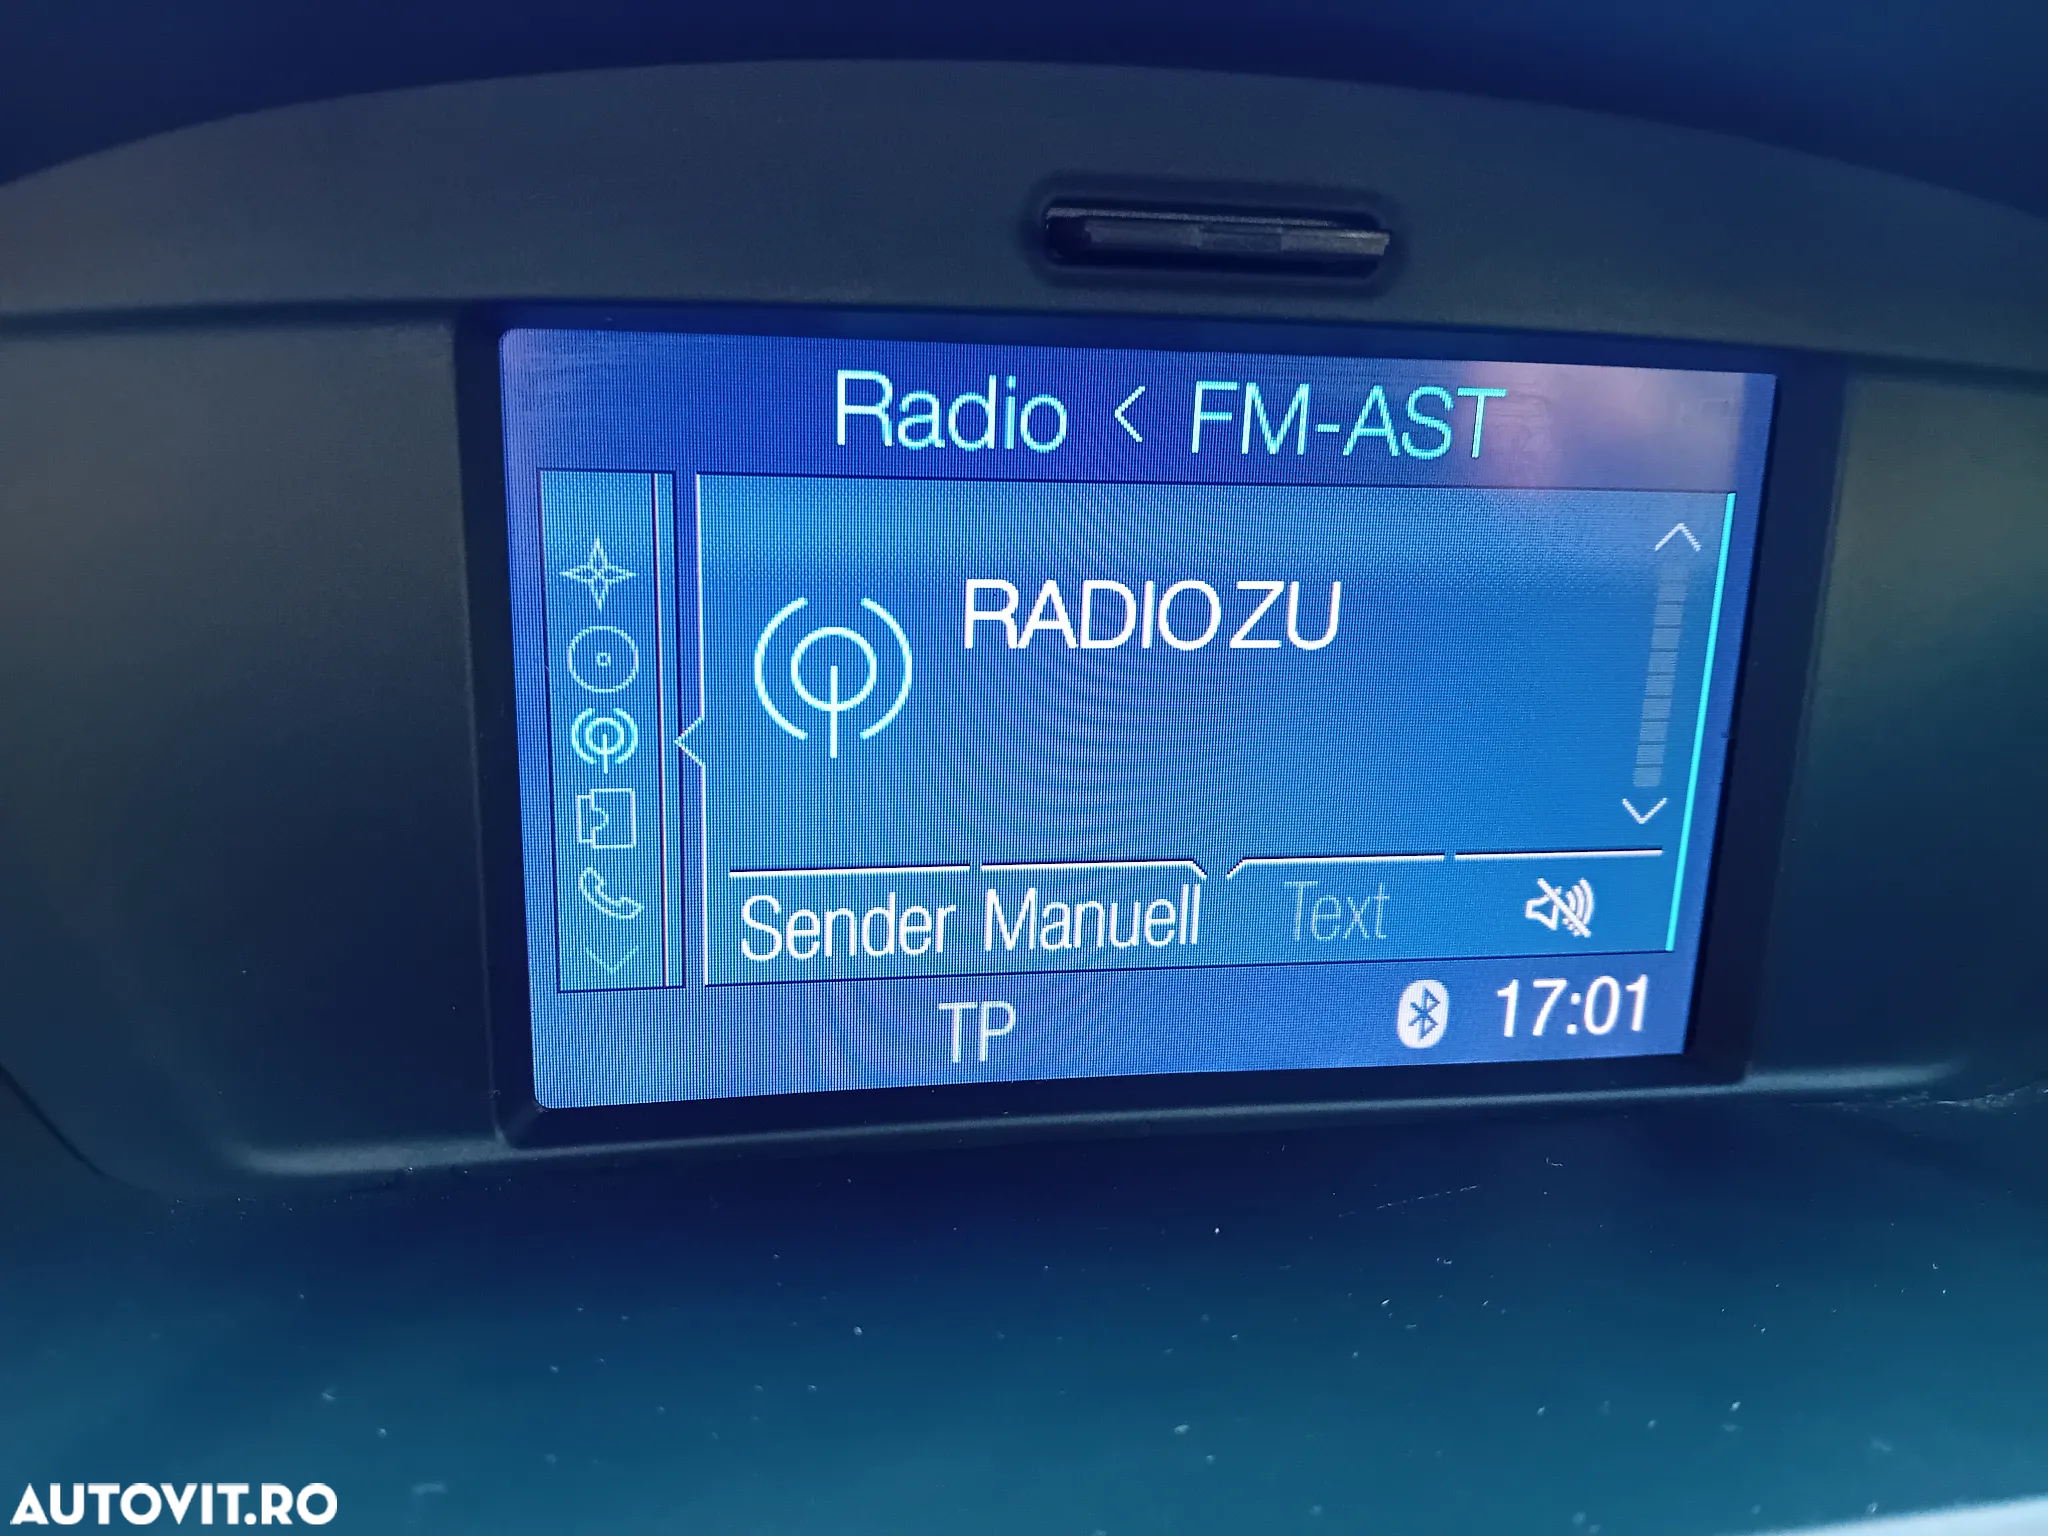 Radio < FM-AST
RADIO ZU
Sender Manuell Text
TP 17:01
AUTOVIT.RO